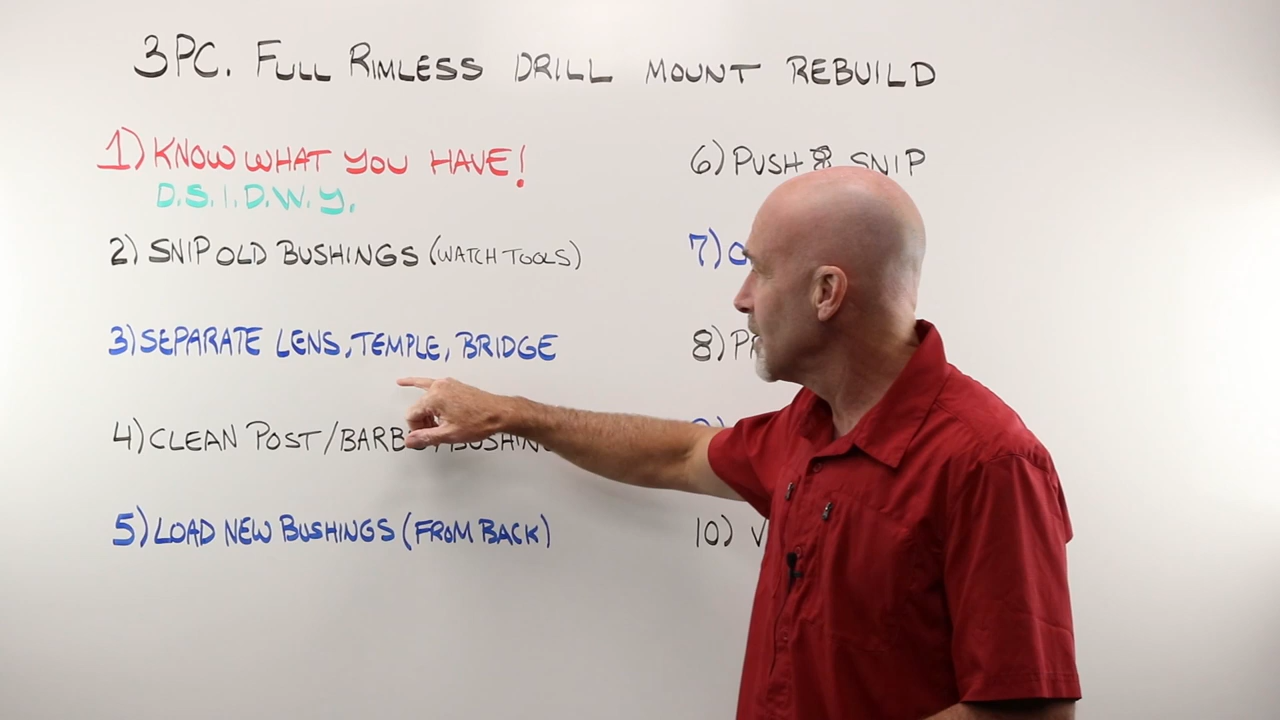 3PC. FULL RIMLESS DRILL MOUNT REBUILD
1) KNOW WHAT YOU HAVE!
D.S.I.D.W.Y.
2) SNIP OLD BUSHINGS (WATCH TOOLS)
3) SEPARATE LENS, TEMPLE, BRIDGE
4) CLEAN POST/BARB
5) LOAD NEW BUSHINGS (FROM BACK)
6) PUSH & SNIP
7)
8)
10)